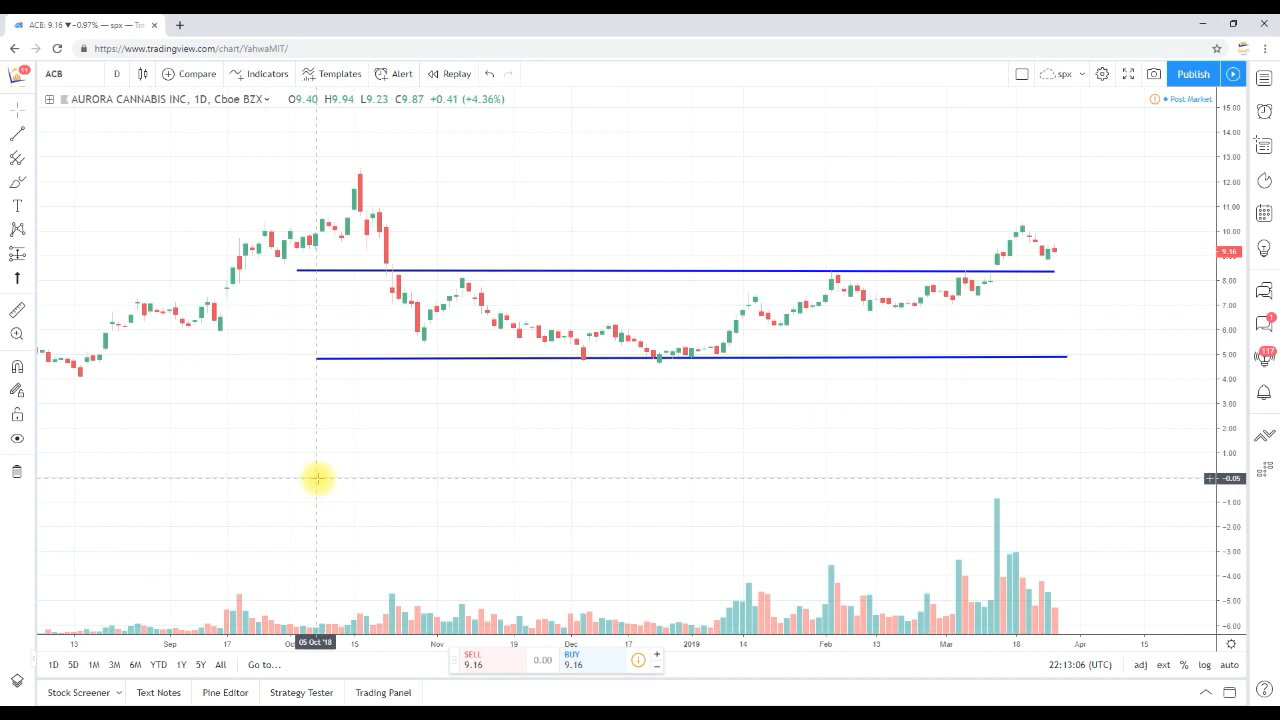 ACB: 9.16 ▼−0.97% — spx — Tra
https://www.tradingview.com/chart/YahwaMIT/
11
ACB D Compare Indicators Templates Alert Replay spx Publish
AURORA CANNABIS INC, 1D, Cboe BZX O9.40 H9.94 L9.23 C9.87 +0.41 (+4.36%)
Post Market
15.00
14.00
13.00
12.00
11.00
10.00
9.16
8.00
7.00
6.00
5.00
4.00
3.00
2.00
1.00
−0.05
−1.00
−2.00
−3.00
−4.00
−5.00
−6.00
1
117
13 Sep 17 Oc 05 Oct '18 15 Nov 19 Dec 17 2019 14 Feb 13 Mar 18 Apr 15
1D 5D 1M 3M 6M YTD 1Y 5Y All Go to...
SELL 9.16 0.00 BUY 9.16
22:13:06 (UTC) adj ext % log auto
Stock Screener Text Notes Pine Editor Strategy Tester Trading Panel